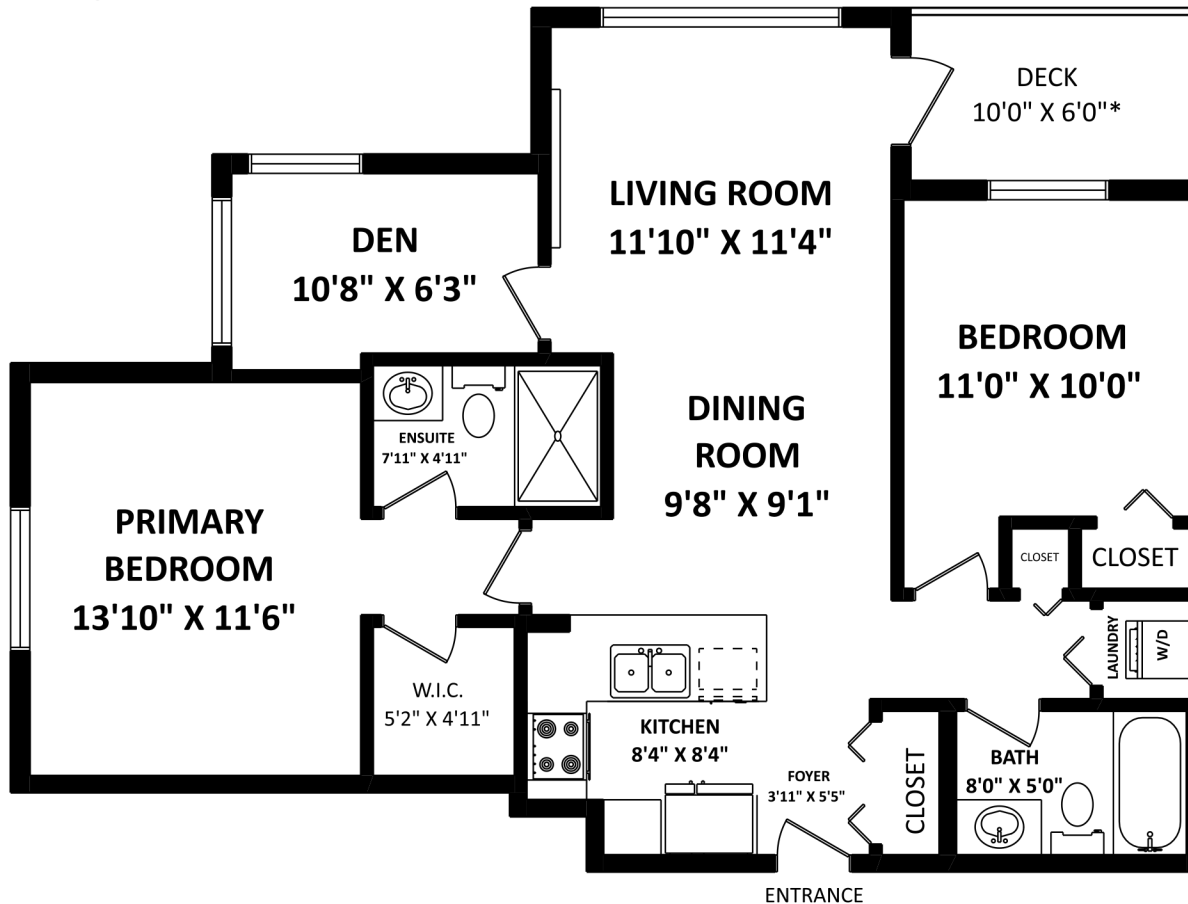 DECK
10'0" X 6'0"*
LIVING ROOM
11'10" X 11'4"
DEN
10'8" X 6'3"
BEDROOM
11'0" X 10'0"
DINING
ROOM
9'8" X 9'1"
ENSUITE
7'11" X 4'11"
PRIMARY
BEDROOM
13'10" X 11'6"
CLOSET
CLOSET
LAUNDRY
W/D
W.I.C.
5'2" X 4'11"
KITCHEN
8'4" X 8'4"
FOYER
3'11" X 5'5"
CLOSET
BATH
8'0" X 5'0"
ENTRANCE